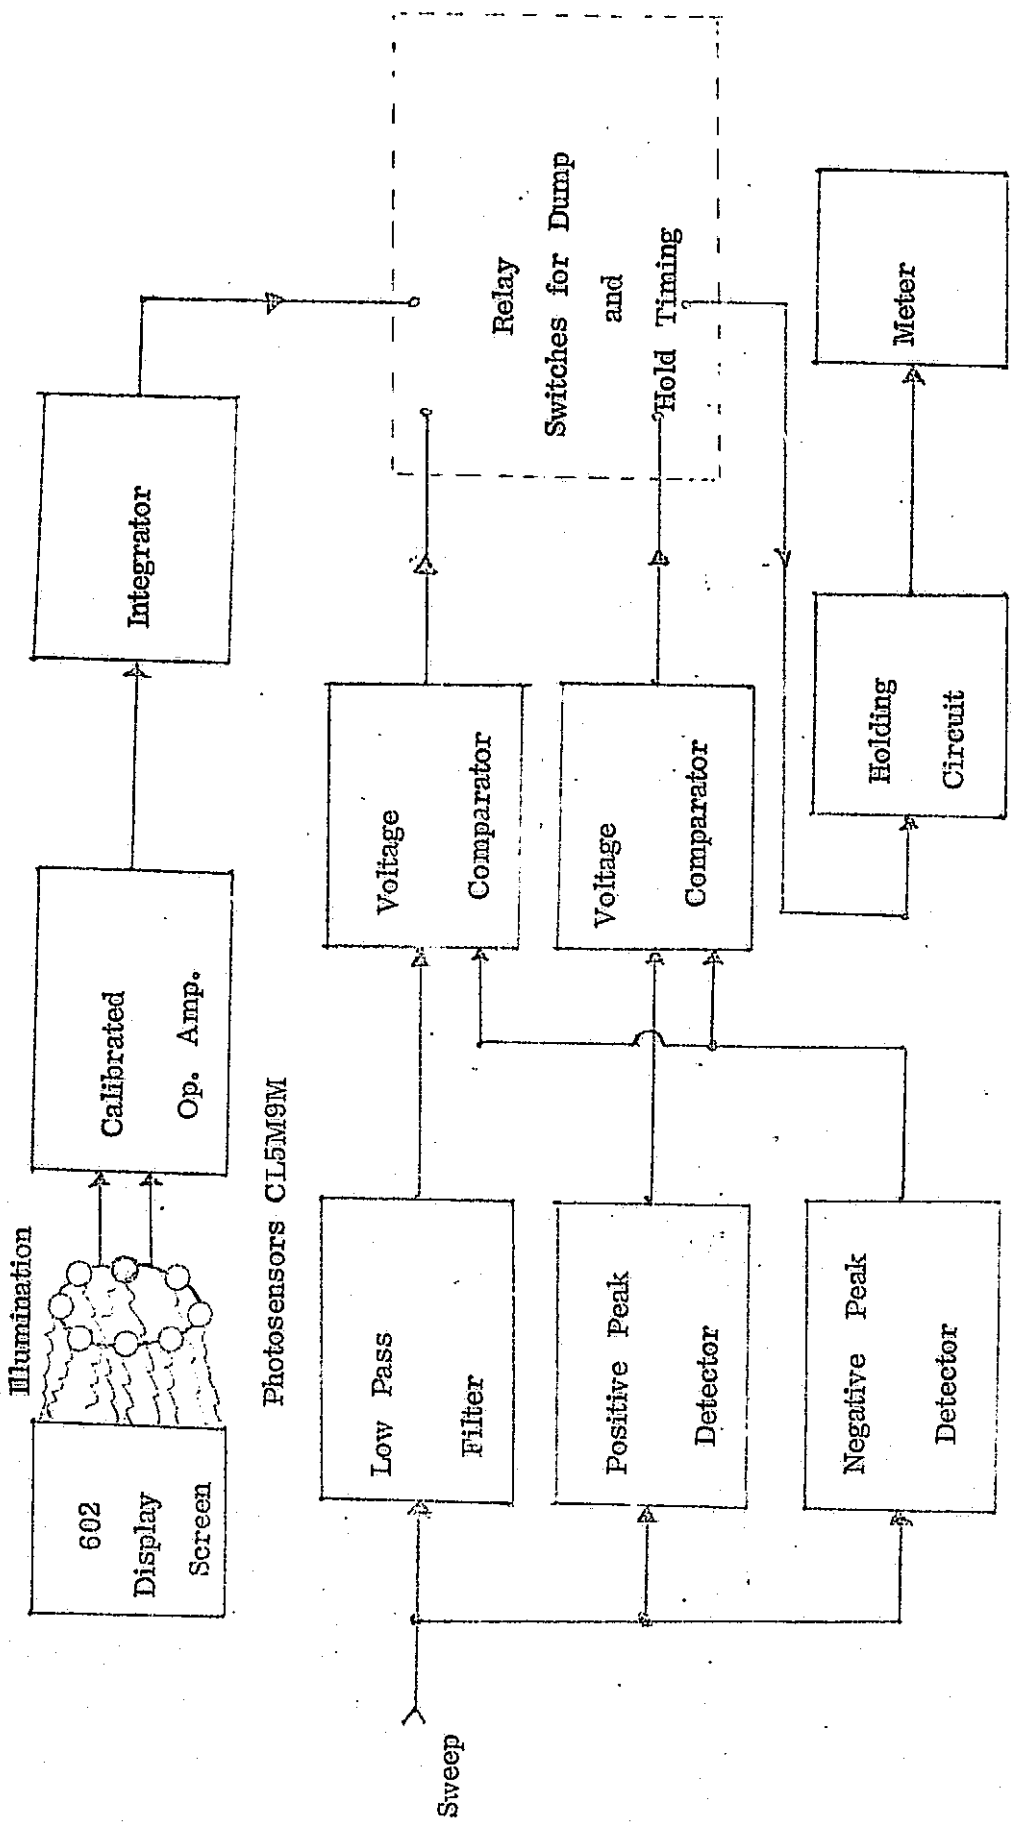 Illumination
602
Display
Screen
Calibrated
Op. Amp.
Integrator
Photosensors CL5M9M
Sweep
Low Pass
Filter
Voltage
Comparator
Relay
Switches for Dump
and
Hold Timing
Positive Peak
Detector
Voltage
Comparator
Negative Peak
Detector
Holding
Circuit
Meter